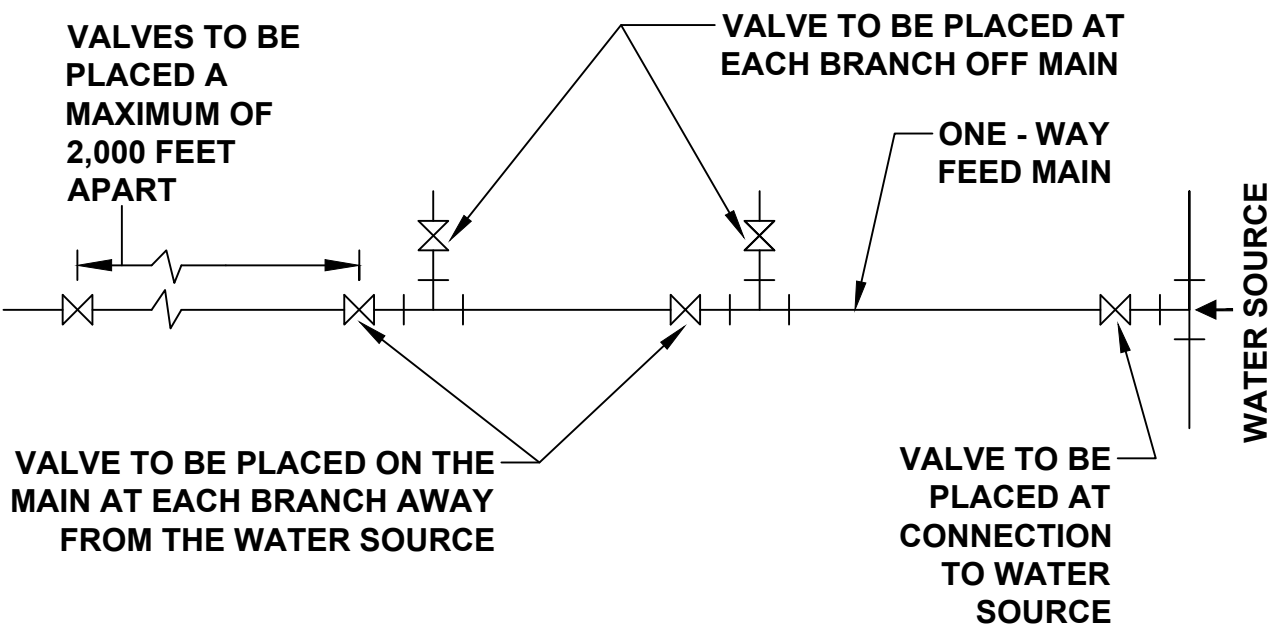 VALVES TO BE
PLACED A
MAXIMUM OF
2,000 FEET
APART
VALVE TO BE PLACED AT
EACH BRANCH OFF MAIN
ONE - WAY
FEED MAIN
WATER SOURCE
VALVE TO BE PLACED ON THE
MAIN AT EACH BRANCH AWAY
FROM THE WATER SOURCE
VALVE TO BE
PLACED AT
CONNECTION
TO WATER
SOURCE